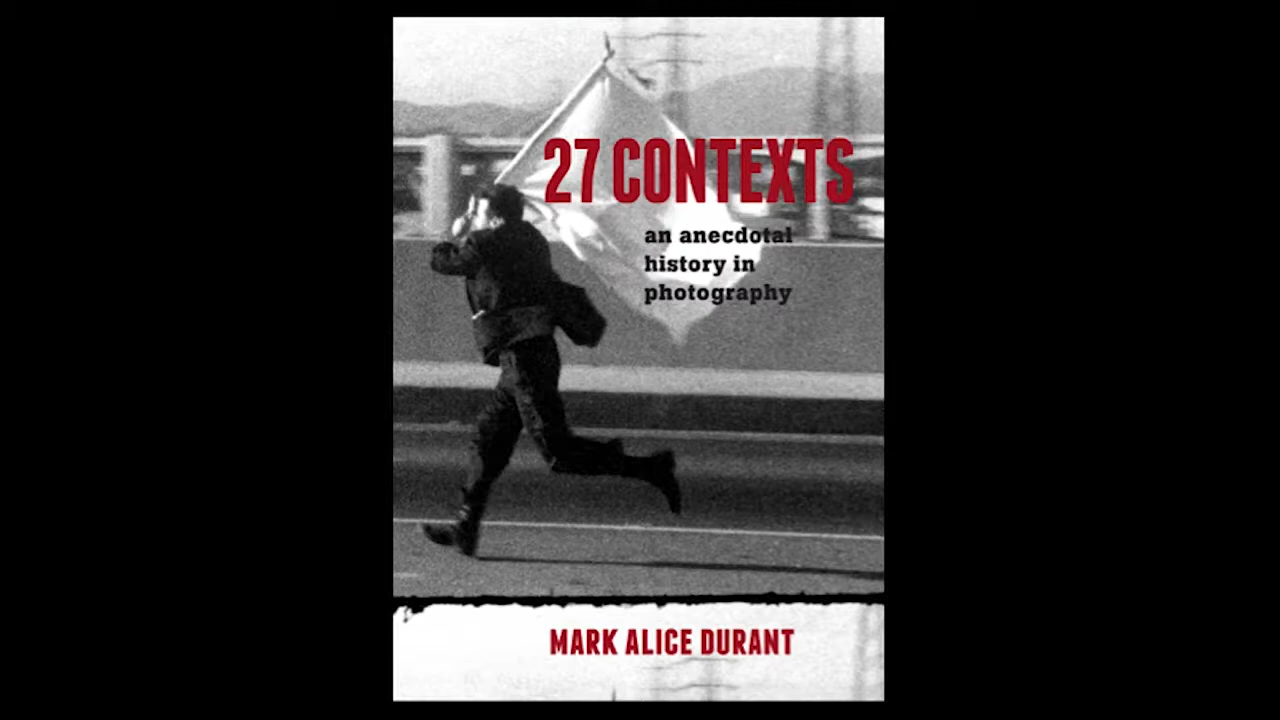 27 CONTEXTS
an anecdotal
history in
photography
MARK ALICE DURANT